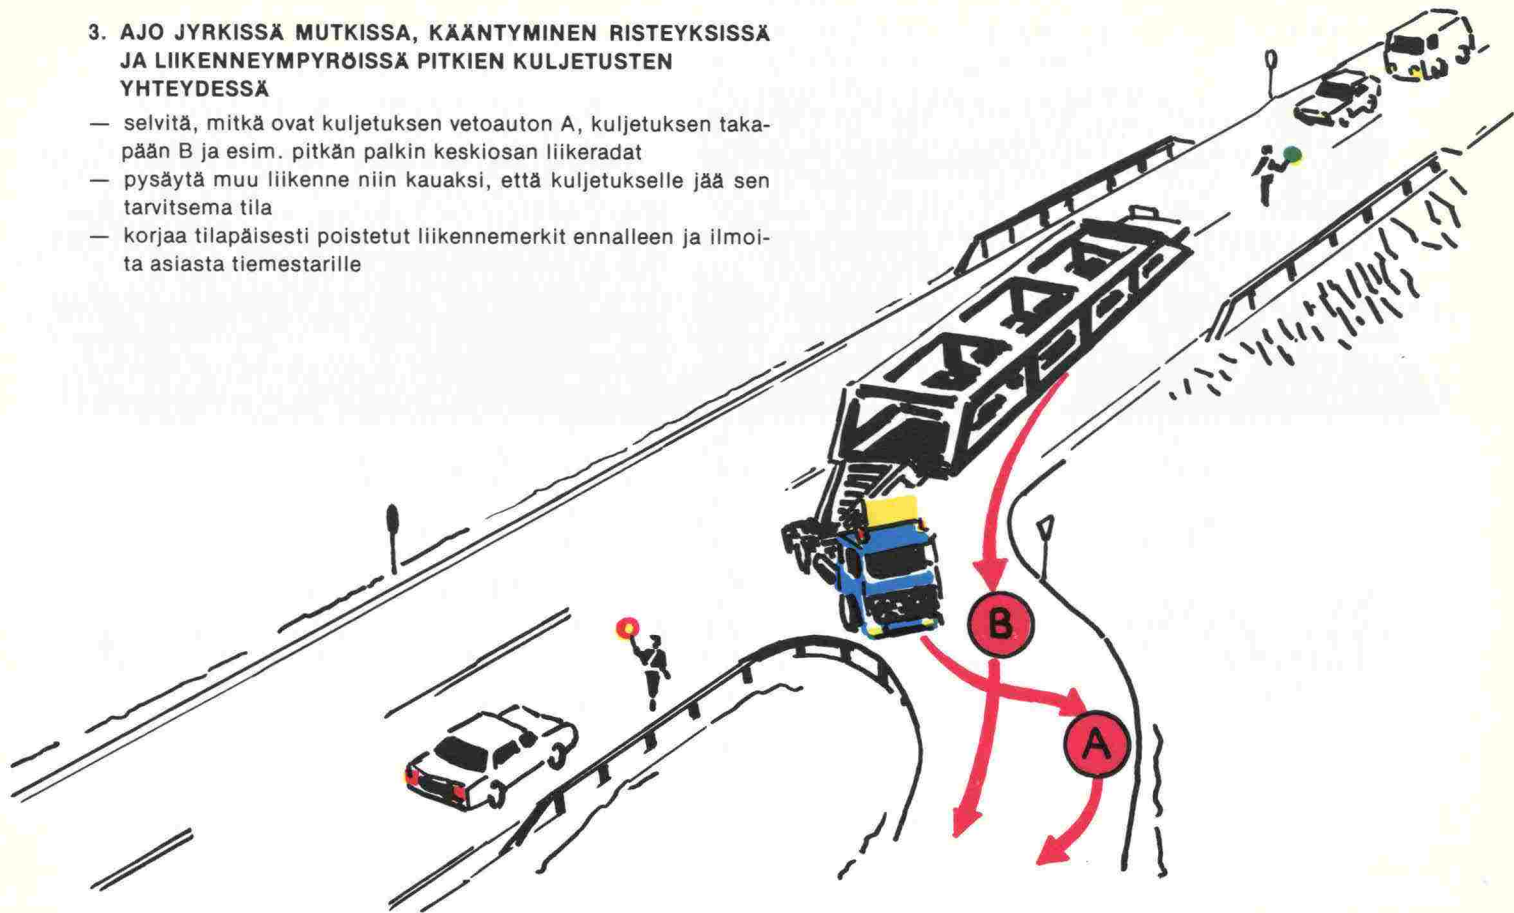 3. AJO JYRKISSÄ MUTKISSA, KÄÄNTYMINEN RISTEYKSISSÄ
JA LIIKENNEYMPYRÖISSÄ PITKIEN KULJETUSTEN
YHTEYDESSÄ
— selvitä, mitkä ovat kuljetuksen vetoauton A, kuljetuksen taka-
pään B ja esim. pitkän palkin keskiosan liikeradat
— pysäytä muu liikenne niin kauaksi, että kuljetukselle jää sen
tarvitsema tila
— korjaa tilapäisesti poistetut liikennemerkit ennalleen ja ilmoi-
ta asiasta tiemestarille
B
A